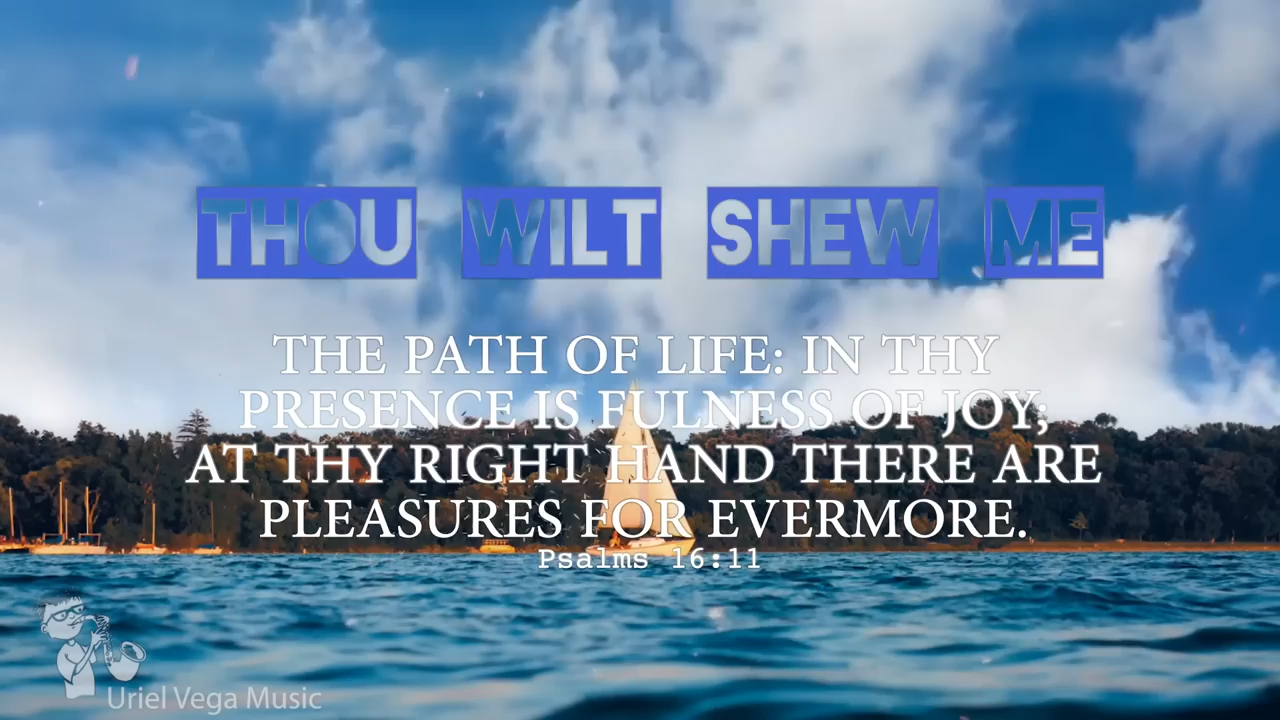 THOU WILT SHEW ME
THE PATH OF LIFE: IN THY
PRESENCE IS FULNESS OF JOY;
AT THY RIGHT HAND THERE ARE
PLEASURES FOR EVERMORE.
Psalms 16:11
Uriel Vega Music